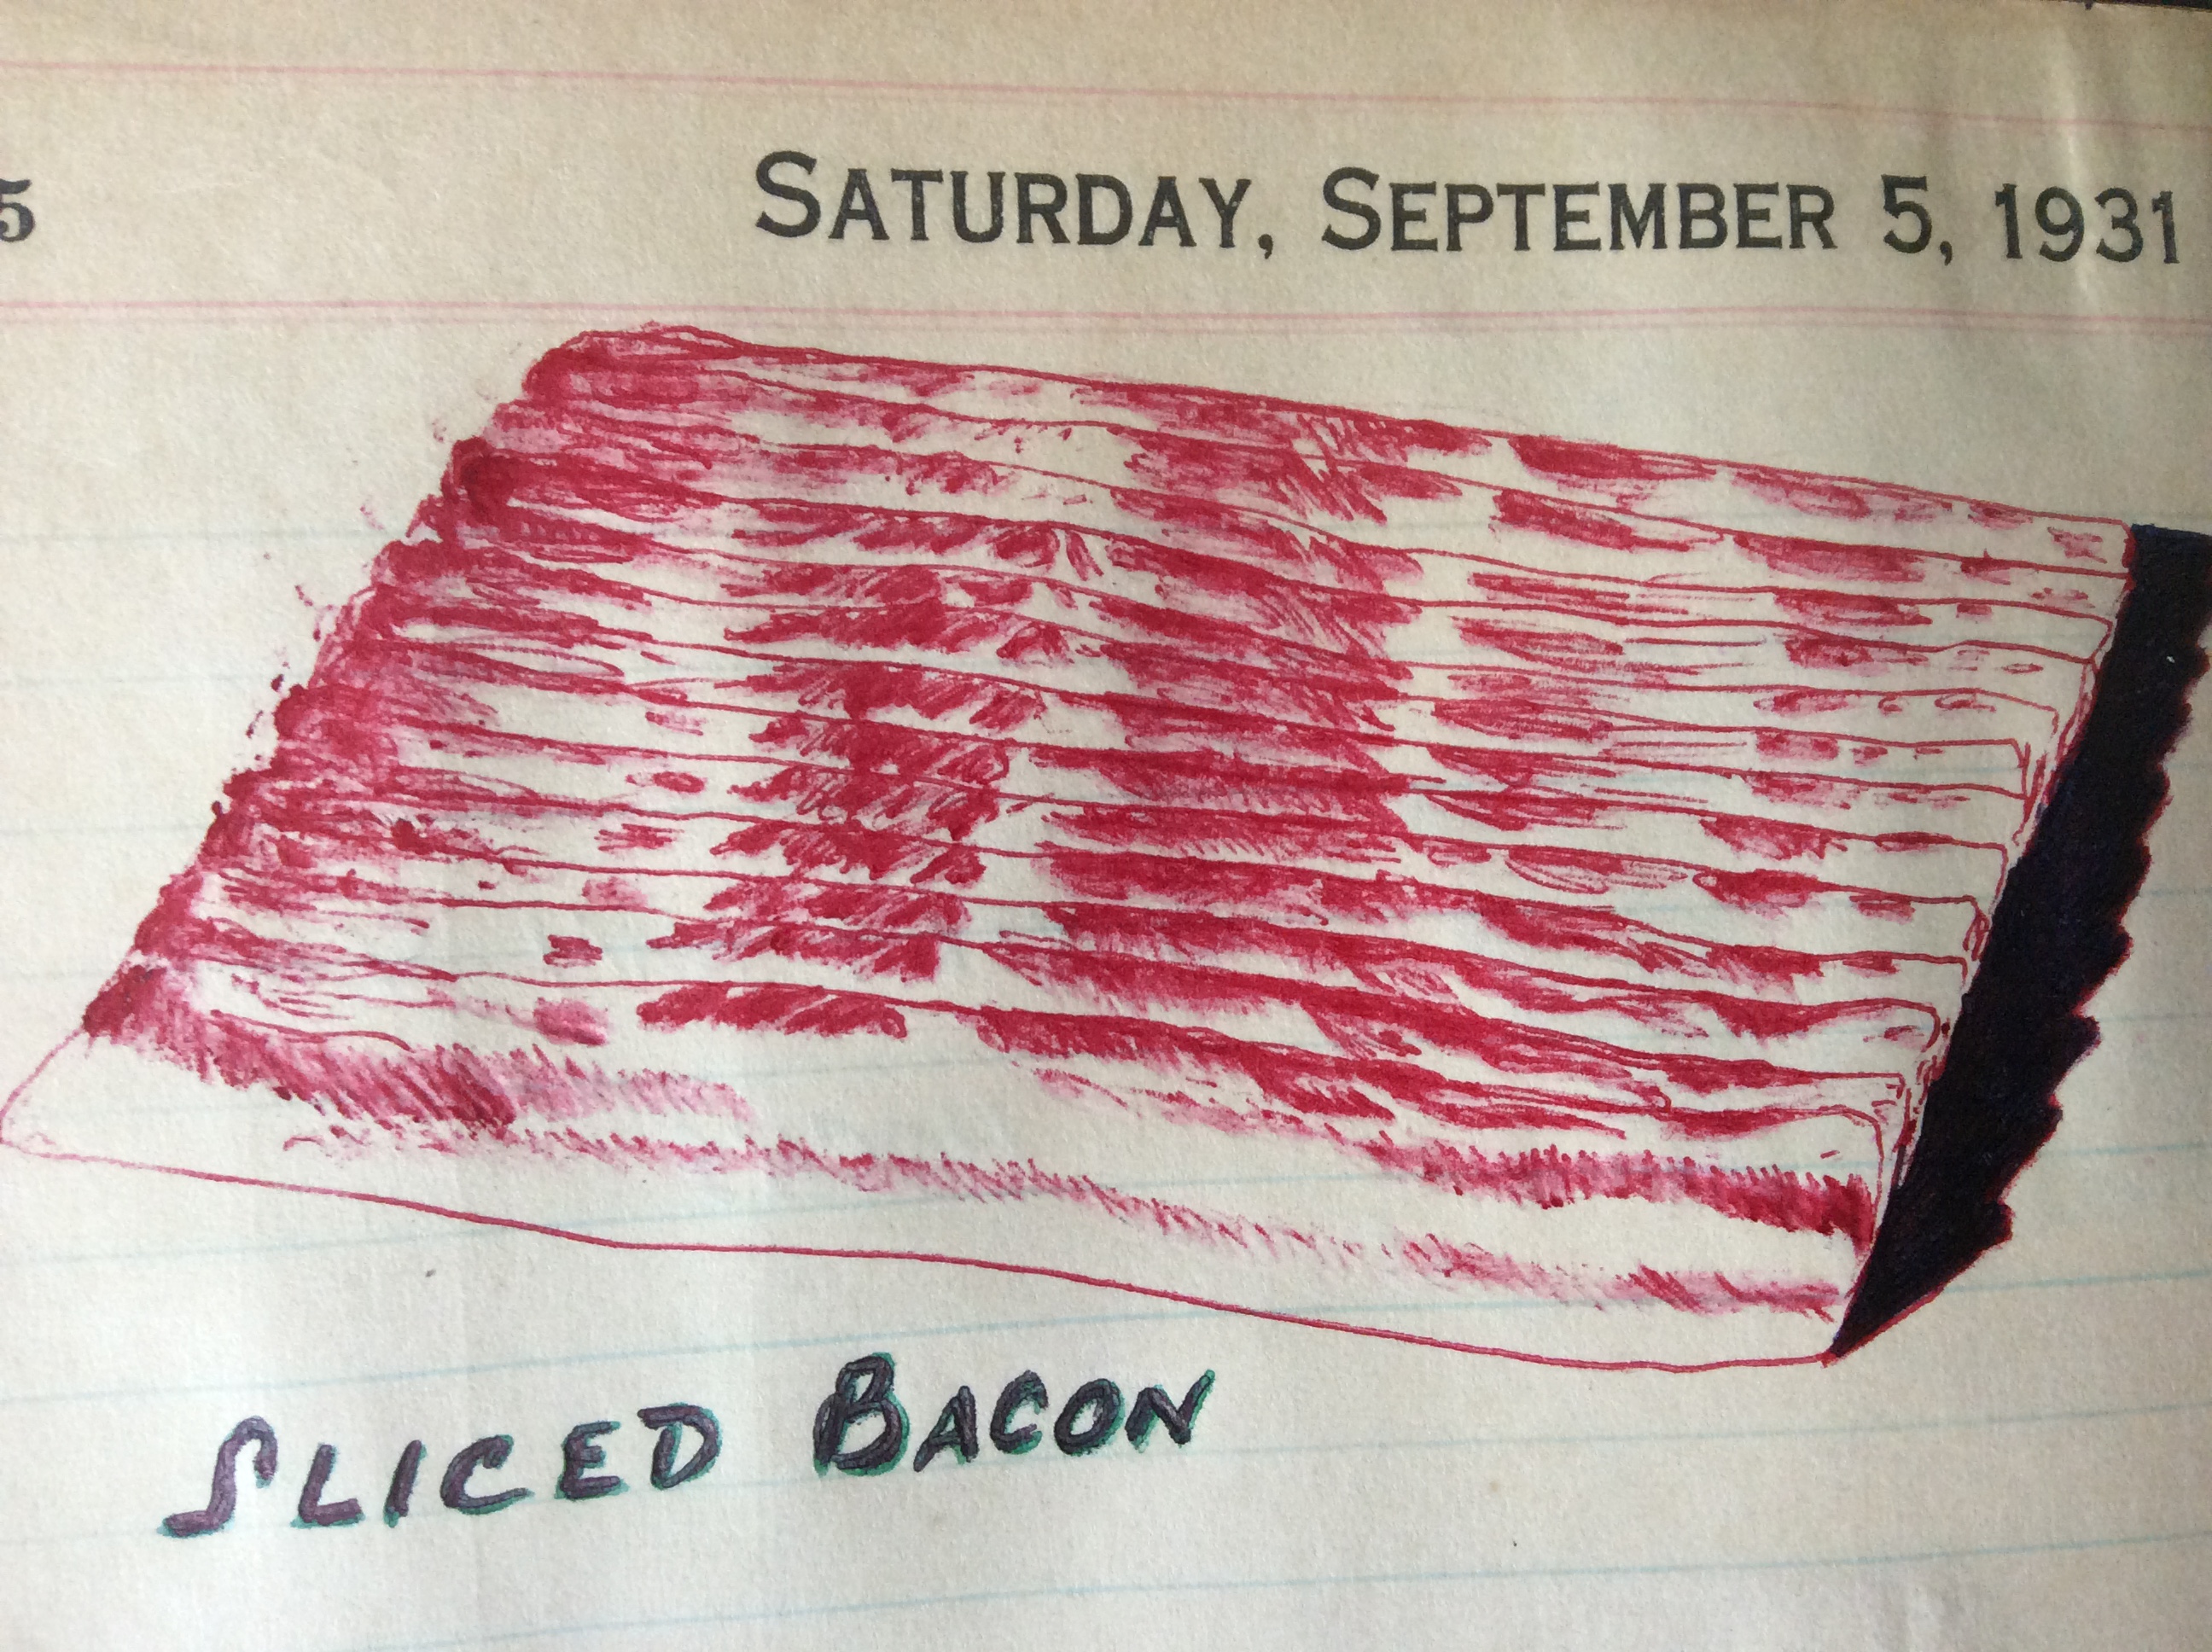 5 SATURDAY, SEPTEMBER 5, 1931
SLICED BACON